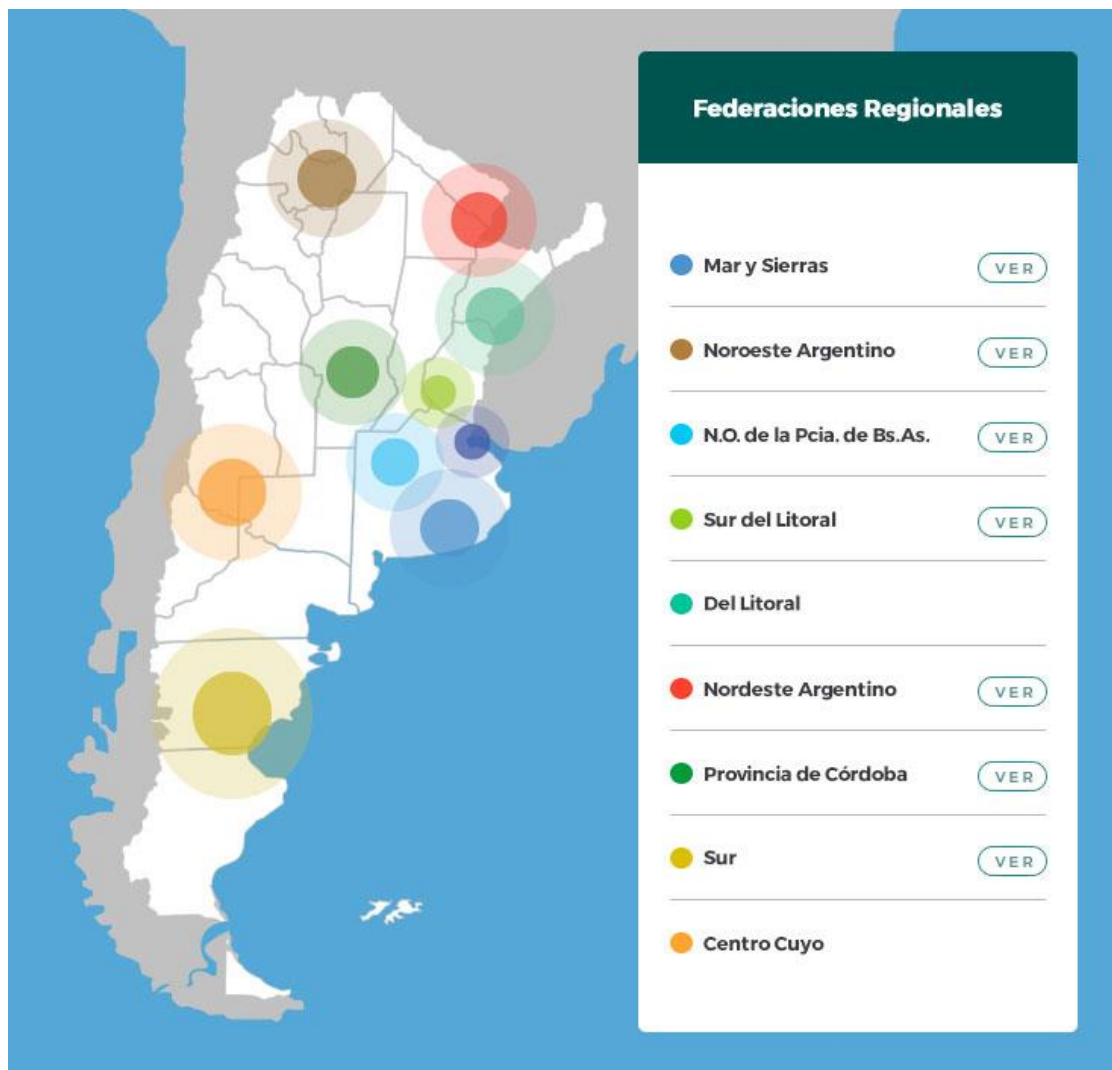 Federaciones Regionales
Mar y Sierras VER
Noroeste Argentino VER
N.O. de la Pcia. de Bs.As. VER
Sur del Litoral VER
Del Litoral
Nordeste Argentino VER
Provincia de Córdoba VER
Sur VER
Centro Cuyo